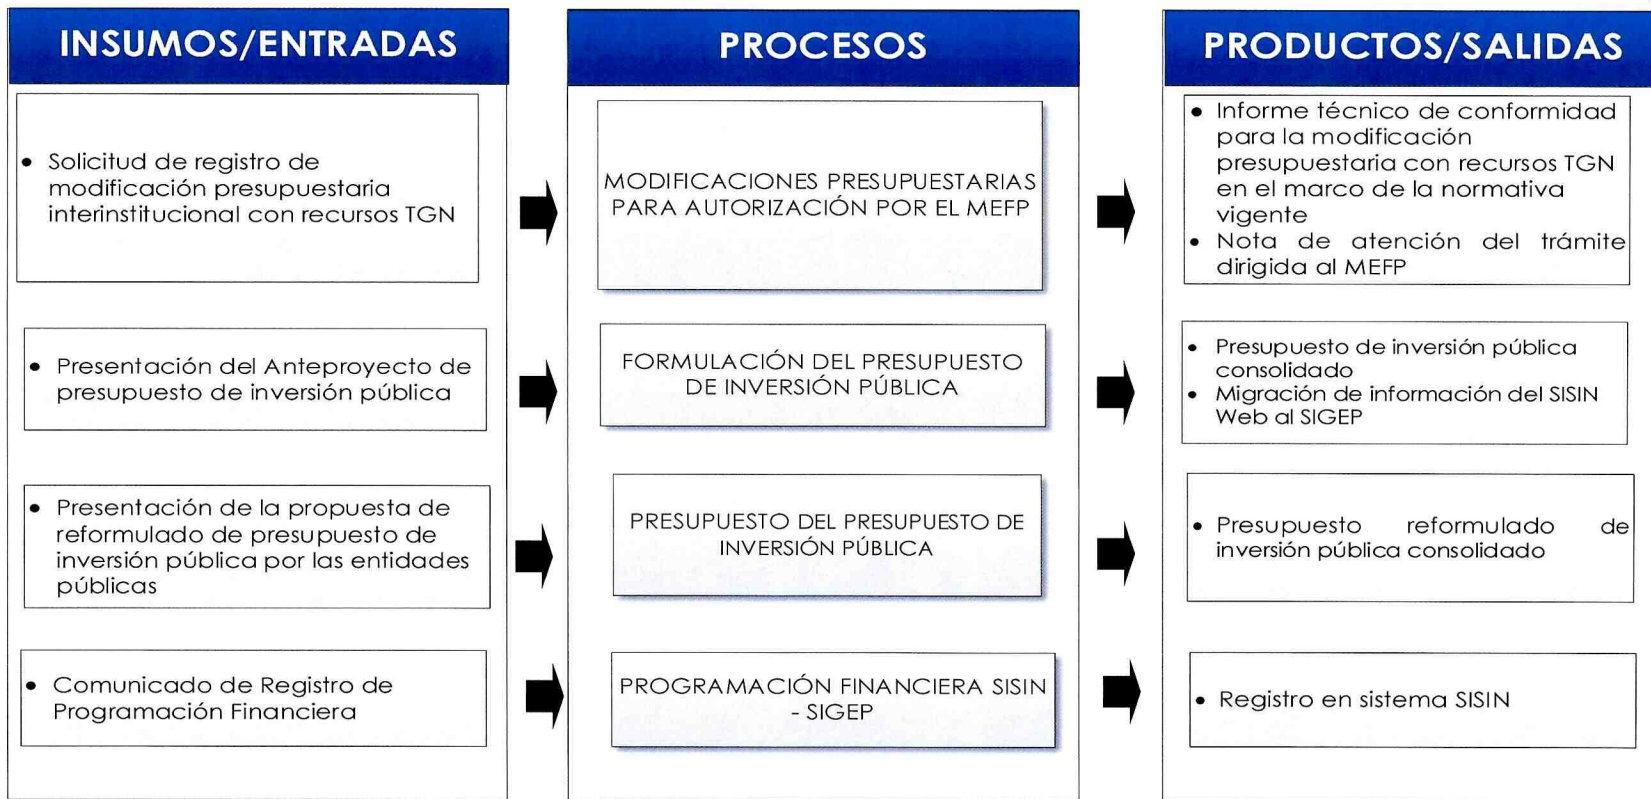 INSUMOS/ENTRADAS
PROCESOS
PRODUCTOS/SALIDAS
• Solicitud de registro de
modificación presupuestaria
interinstitucional con recursos TGN
MODIFICACIONES PRESUPUESTARIAS
PARA AUTORIZACIÓN POR EL MEFP
• Informe técnico de conformidad
para la modificación
presupuestaria con recursos TGN
en el marco de la normativa
vigente
• Nota de atención del trámite
dirigida al MEFP
• Presentación del Anteproyecto de
presupuesto de inversión pública
FORMULACIÓN DEL PRESUPUESTO
DE INVERSIÓN PÚBLICA
• Presupuesto de inversión pública
consolidado
• Migración de información del SISIN
Web al SIGEP
• Presentación de la propuesta de
reformulado de presupuesto de
inversión pública por las entidades
públicas
PRESUPUESTO DEL PRESUPUESTO DE
INVERSIÓN PÚBLICA
• Presupuesto reformulado de
inversión pública consolidado
• Comunicado de Registro de
Programación Financiera
PROGRAMACIÓN FINANCIERA SISIN
- SIGEP
• Registro en sistema SISIN